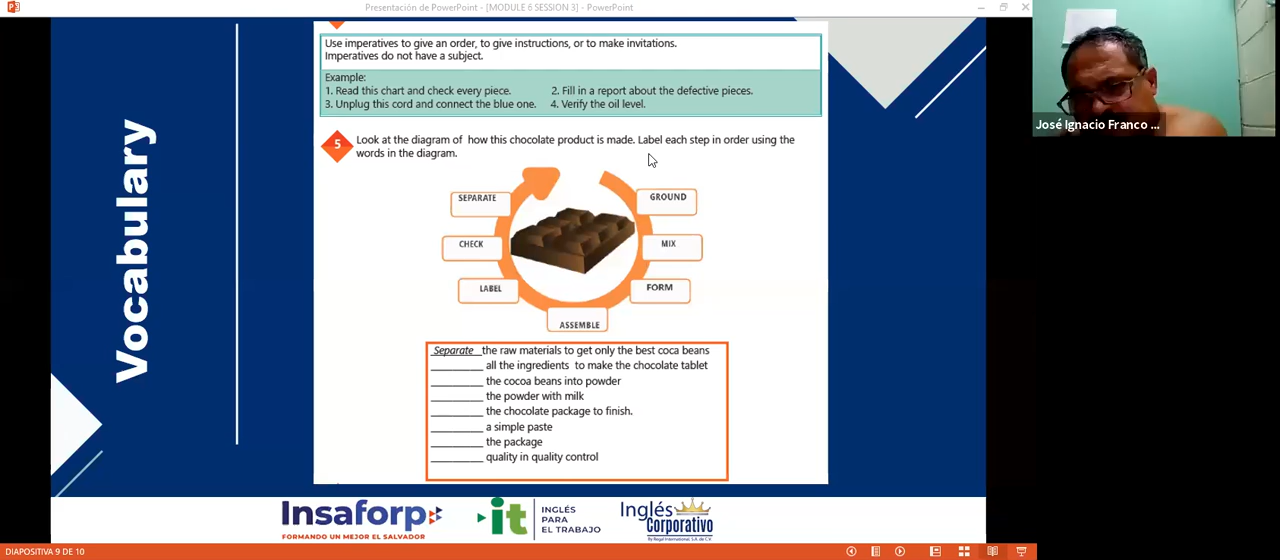 Presentación de PowerPoint - [MODULE 6 SESSION 3] - PowerPoint
José Ignacio Franco ...
Vocabulary
Use imperatives to give an order, to give instructions, or to make invitations.
Imperatives do not have a subject.
Example:
1. Read this chart and check every piece. 2. Fill in a report about the defective pieces.
3. Unplug this cord and connect the blue one. 4. Verify the oil level.
5 Look at the diagram of how this chocolate product is made. Label each step in order using the
words in the diagram.
SEPARATE
GROUND
CHECK
MIX
LABEL
FORM
ASSEMBLE
Separate the raw materials to get only the best coca beans
all the ingredients to make the chocolate tablet
the cocoa beans into powder
the powder with milk
the chocolate package to finish.
a simple paste
the package
quality in quality control
Insaforp
FORMANDO UN MEJOR EL SALVADOR
it
INGLÉS
PARA
EL TRABAJO
Inglés
Corporativo
By Regal International, S.A. de C.V.
DIAPOSITIVA 9 DE 10